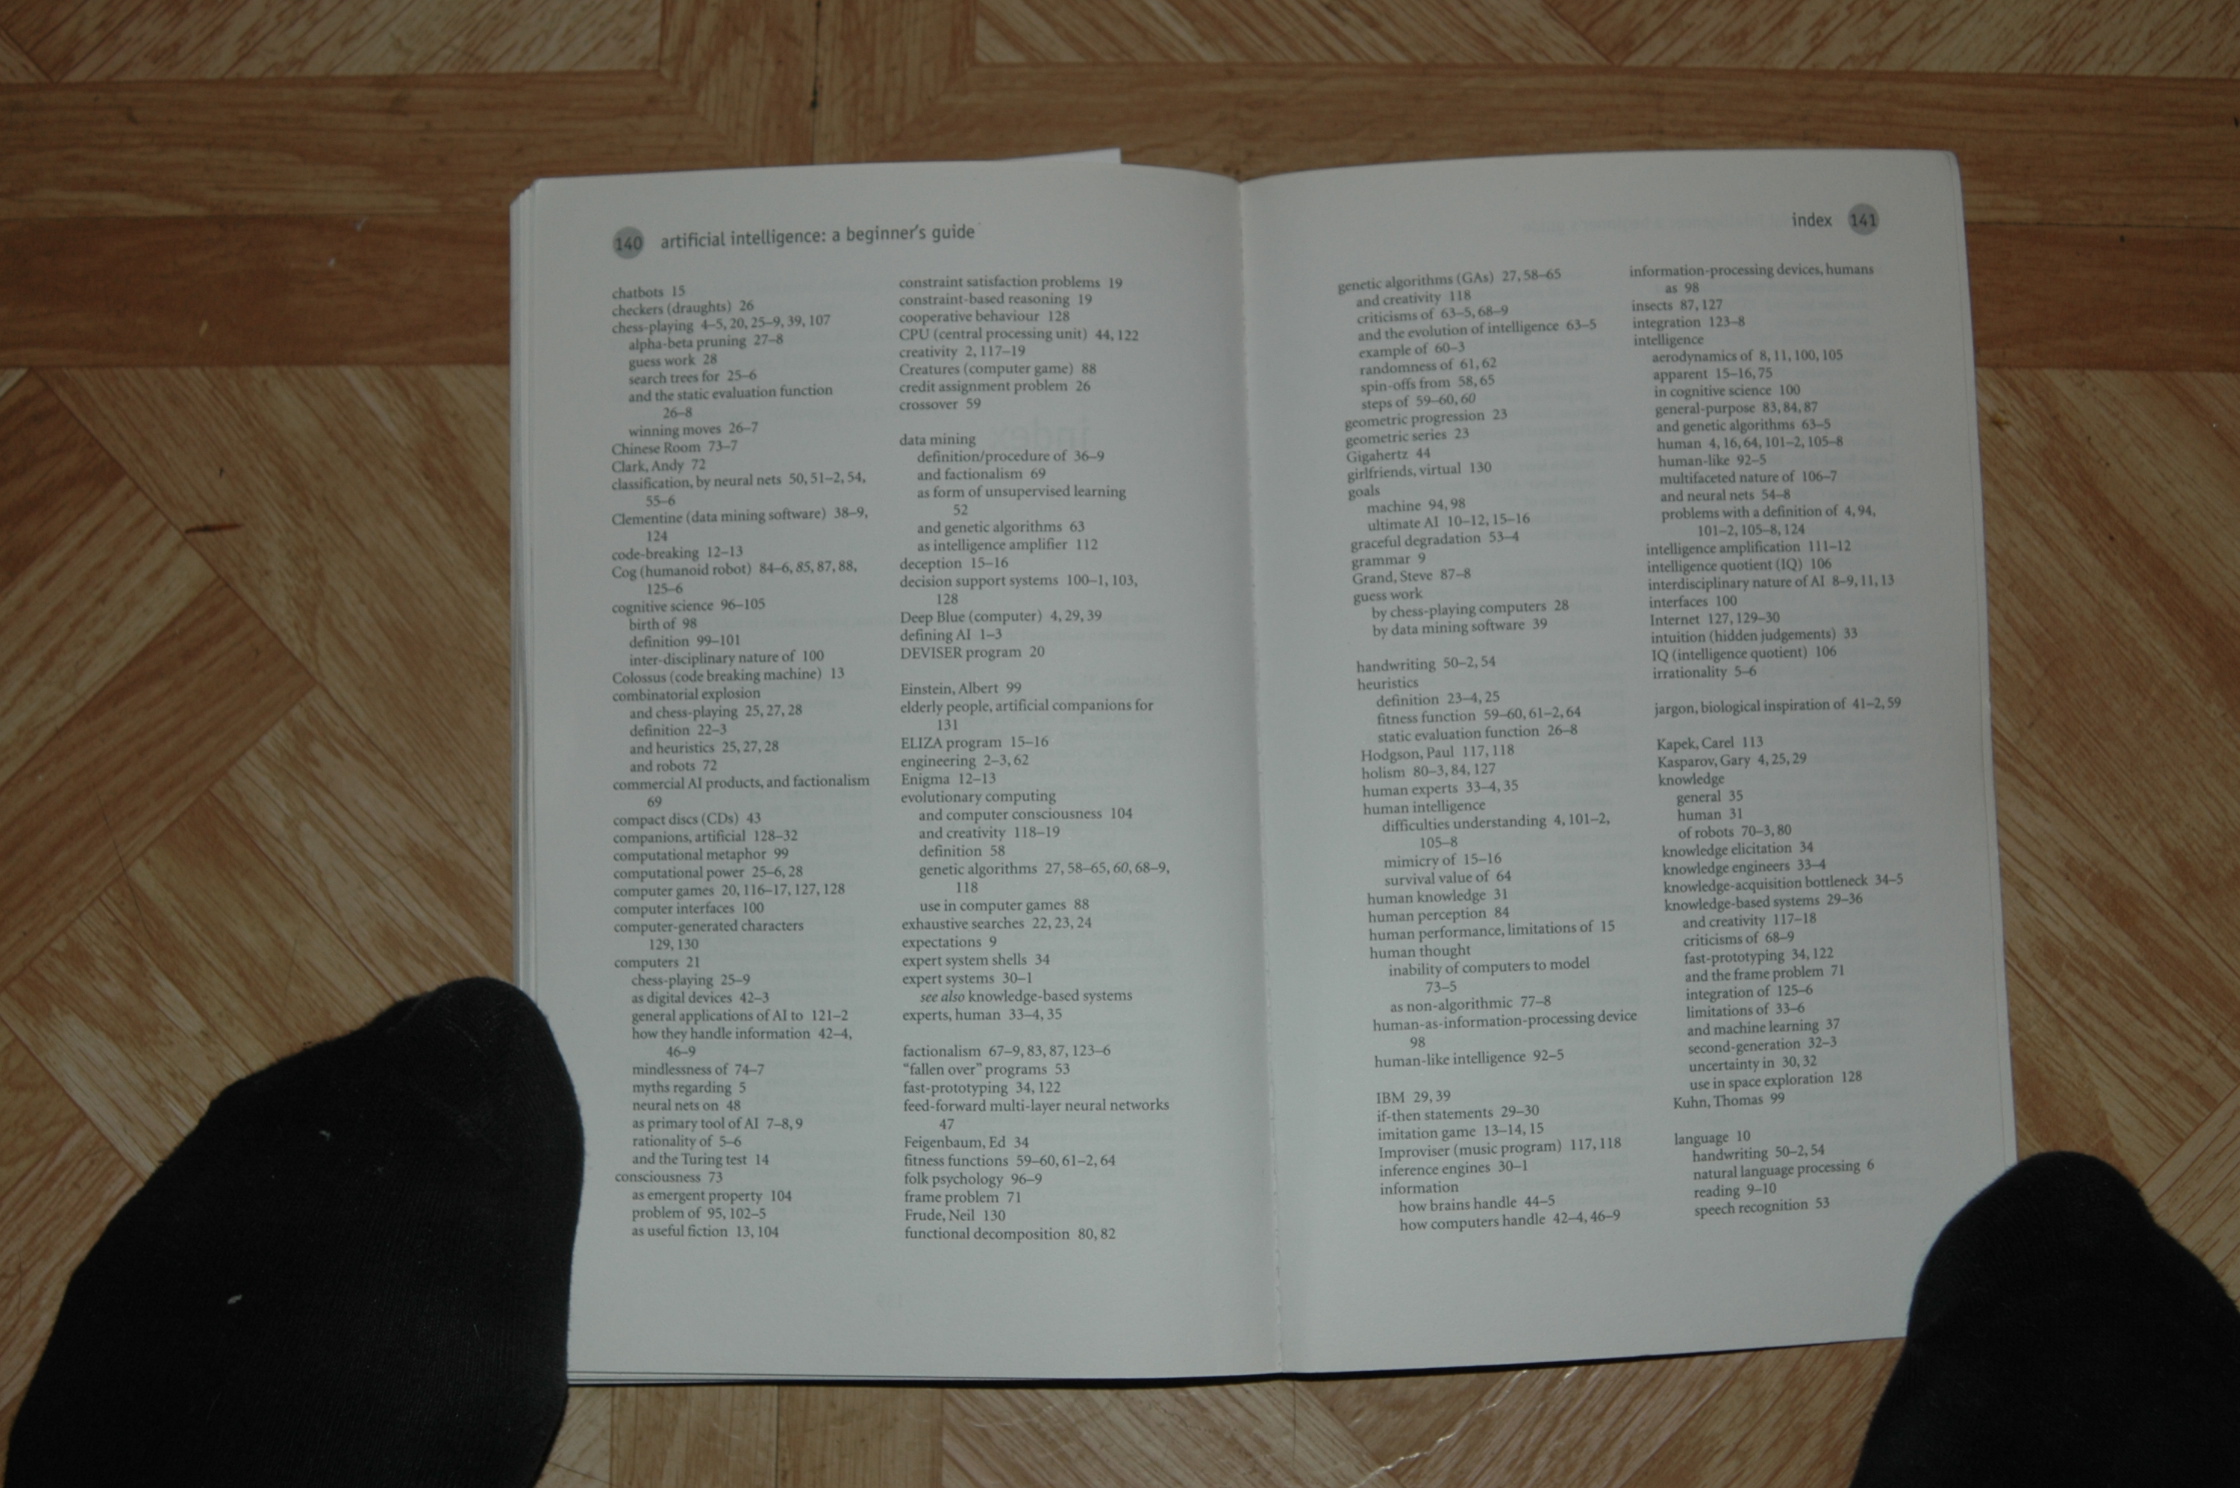 140 artificial intelligence: a beginner's guide
chatbots 15
checkers (draughts) 26
chess-playing 4–5, 20, 25–9, 39, 107
alpha-beta pruning 27–8
guess work 28
search trees for 25–6
and the static evaluation function
26–8
winning moves 26–7
Chinese Room 73–7
Clark, Andy 72
classification, by neural nets 50, 51–2, 54,
55–6
Clementine (data mining software) 38–9,
124
code-breaking 12–13
Cog (humanoid robot) 84–6, 85, 87, 88,
125–6
cognitive science 96–105
birth of 98
definition 99–101
inter-disciplinary nature of 100
Colossus (code breaking machine) 13
combinatorial explosion
and chess-playing 25, 27, 28
definition 22–3
and heuristics 25, 27, 28
and robots 72
commercial AI products, and factionalism
69
compact discs (CDs) 43
companions, artificial 128–32
computational metaphor 99
computational power 25–6, 28
computer games 20, 116–17, 127, 128
computer interfaces 100
computer-generated characters
129, 130
computers 21
chess-playing 25–9
as digital devices 42–3
general applications of AI to 121–2
how they handle information 42–4,
46–9
mindlessness of 74–7
myths regarding 5
neural nets on 48
as primary tool of AI 7–8, 9
rationality of 5–6
and the Turing test 14
consciousness 73
as emergent property 104
problem of 95, 102–5
as useful fiction 13, 104
constraint satisfaction problems 19
constraint-based reasoning 19
cooperative behaviour 128
CPU (central processing unit) 44, 122
creativity 2, 117–19
Creatures (computer game) 88
credit assignment problem 26
crossover 59
data mining
definition/procedure of 36–9
and factionalism 69
as form of unsupervised learning
52
and genetic algorithms 63
as intelligence amplifier 112
deception 15–16
decision support systems 100–1, 103,
128
Deep Blue (computer) 4, 29, 39
defining AI 1–3
DEVISER program 20
Einstein, Albert 99
elderly people, artificial companions for
131
ELIZA program 15–16
engineering 2–3, 62
Enigma 12–13
evolutionary computing
and computer consciousness 104
and creativity 118–19
definition 58
genetic algorithms 27, 58–65, 60, 68–9,
118
use in computer games 88
exhaustive searches 22, 23, 24
expectations 9
expert system shells 34
expert systems 30–1
see also knowledge-based systems
experts, human 33–4, 35
factionalism 67–9, 83, 87, 123–6
"fallen over" programs 53
fast-prototyping 34, 122
feed-forward multi-layer neural networks
47
Feigenbaum, Ed 34
fitness functions 59–60, 61–2, 64
folk psychology 96–9
frame problem 71
Frude, Neil 130
functional decomposition 80, 82
index 141
genetic algorithms (GAs) 27, 58–65
and creativity 118
criticisms of 63–5, 68–9
and the evolution of intelligence 63–5
example of 60–3
randomness of 61, 62
spin-offs from 58, 65
steps of 59–60, 60
geometric progression 23
geometric series 23
Gigahertz 44
girlfriends, virtual 130
goals
machine 94, 98
ultimate AI 10–12, 15–16
graceful degradation 53–4
grammar 9
Grand, Steve 87–8
guess work
by chess-playing computers 28
by data mining software 39
handwriting 50–2, 54
heuristics
definition 23–4, 25
fitness function 59–60, 61–2, 64
static evaluation function 26–8
Hodgson, Paul 117, 118
holism 80–3, 84, 127
human experts 33–4, 35
human intelligence
difficulties understanding 4, 101–2,
105–8
mimicry of 15–16
survival value of 64
human knowledge 31
human perception 84
human performance, limitations of 15
human thought
inability of computers to model
73–5
as non-algorithmic 77–8
human-as-information-processing device
98
human-like intelligence 92–5
IBM 29, 39
if-then statements 29–30
imitation game 13–14, 15
Improviser (music program) 117, 118
inference engines 30–1
information
how brains handle 44–5
how computers handle 42–4, 46–9
information-processing devices, humans
as 98
insects 87, 127
integration 123–8
intelligence
aerodynamics of 8, 11, 100, 105
apparent 15–16, 75
in cognitive science 100
general-purpose 83, 84, 87
and genetic algorithms 63–5
human 4, 16, 64, 101–2, 105–8
human-like 92–5
multifaceted nature of 106–7
and neural nets 54–8
problems with a definition of 4, 94,
101–2, 105–8, 124
intelligence amplification 111–12
intelligence quotient (IQ) 106
interdisciplinary nature of AI 8–9, 11, 13
interfaces 100
Internet 127, 129–30
intuition (hidden judgements) 33
IQ (intelligence quotient) 106
irrationality 5–6
jargon, biological inspiration of 41–2, 59
Kapek, Carel 113
Kasparov, Gary 4, 25, 29
knowledge
general 35
human 31
of robots 70–3, 80
knowledge elicitation 34
knowledge engineers 33–4
knowledge-acquisition bottleneck 34–5
knowledge-based systems 29–36
and creativity 117–18
criticisms of 68–9
fast-prototyping 34, 122
and the frame problem 71
integration of 125–6
limitations of 33–6
and machine learning 37
second-generation 32–3
uncertainty in 30, 32
use in space exploration 128
Kuhn, Thomas 99
language 10
handwriting 50–2, 54
natural language processing 6
reading 9–10
speech recognition 53